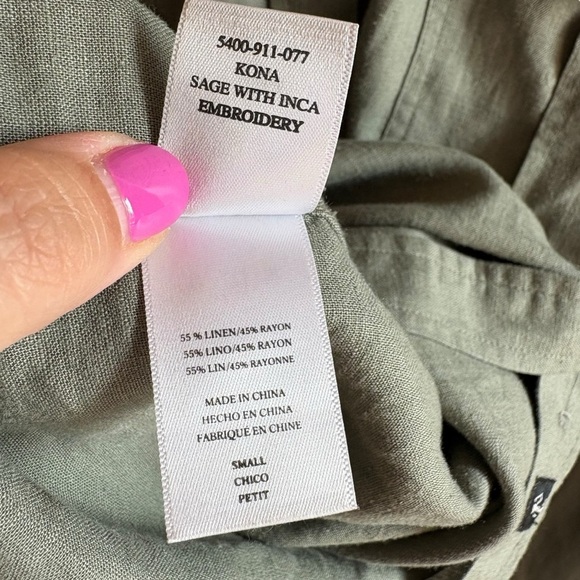 5400-911-077
KONA
SAGE WITH INCA
EMBROIDERY
55 % LINEN/45% RAYON
55% LINO/45% RAYON
55% LIN/45% RAYONNE
MADE IN CHINA
HECHO EN CHINA
FABRIQUÉ EN CHINE
SMALL
CHICO
PETIT